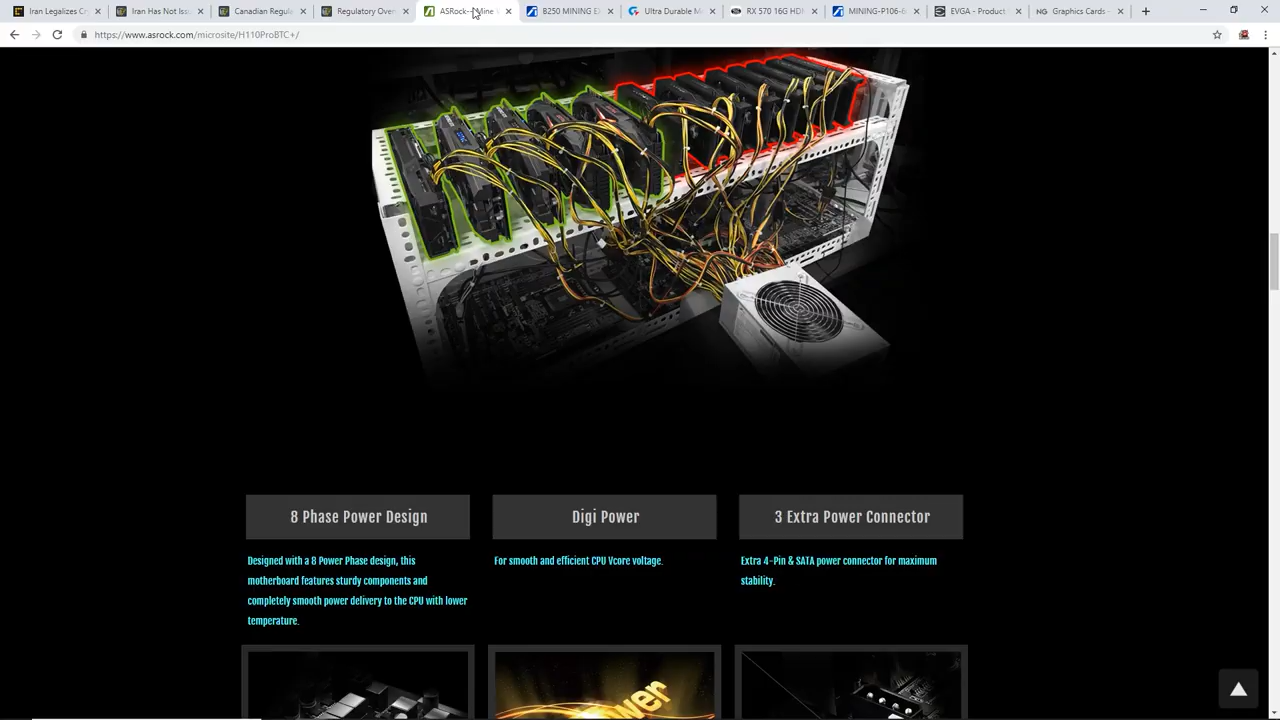 Iran Legalizes Cr
Iran Has Not Iss
Canadian Regula
Regulatory Over
ASRock
Mine
B250 MINING E
Ultra Durable M
RX 570 16G HDM
MINING-P106-6
EVGA - Product
Graphics Cards -
https://www.asrock.com/microsite/H110ProBTC+/
8 Phase Power Design
Digi Power
3 Extra Power Connector
Designed with a 8 Power Phase design, this
motherboard features sturdy components and
completely smooth power delivery to the CPU with lower
temperature.
For smooth and efficient CPU Vcore voltage.
Extra 4-Pin & SATA power connector for maximum
stability.
ower